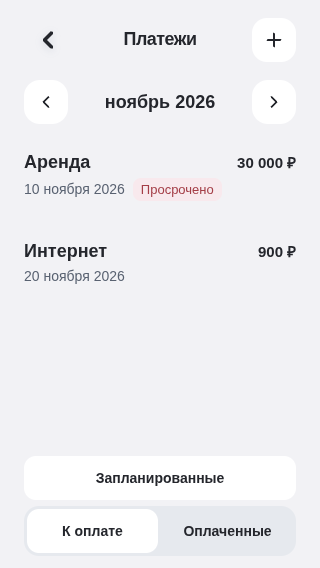 Платежи
ноябрь 2026
Аренда 30 000 ₽
10 ноября 2026 Просрочено
Интернет 900 ₽
20 ноября 2026
Запланированные
К оплате Оплаченные